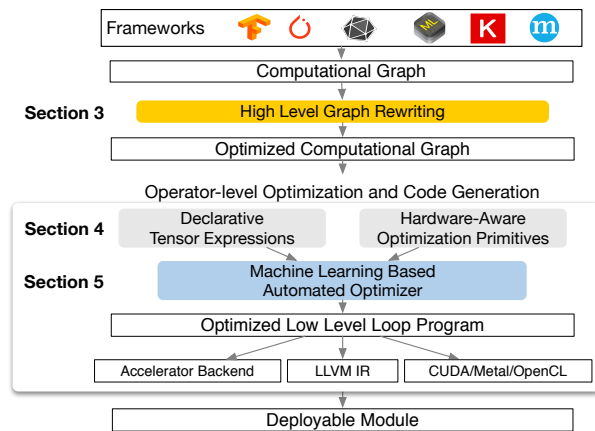 Frameworks
ML
K
m
Computational Graph
Section 3
High Level Graph Rewriting
Optimized Computational Graph
Operator-level Optimization and Code Generation
Section 4
Declarative
Tensor Expressions
Hardware-Aware
Optimization Primitives
Section 5
Machine Learning Based
Automated Optimizer
Optimized Low Level Loop Program
Accelerator Backend
LLVM IR
CUDA/Metal/OpenCL
Deployable Module